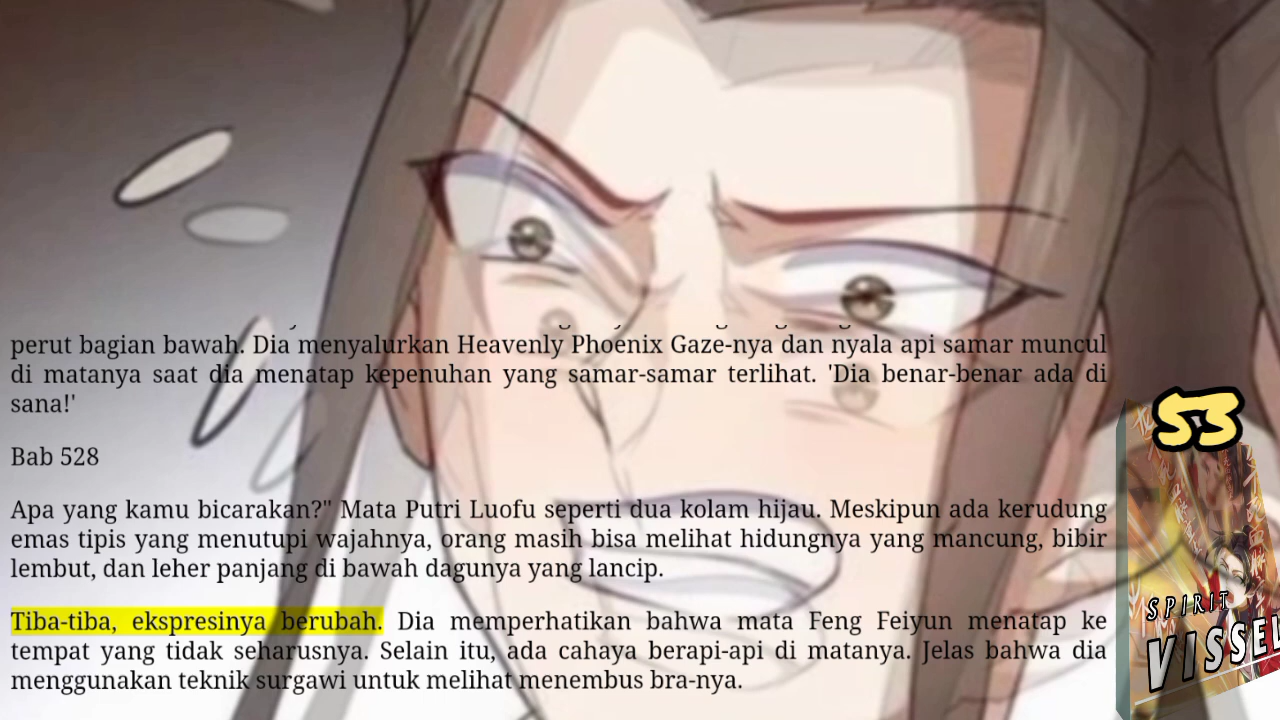 perut bagian bawah. Dia menyalurkan Heavenly Phoenix Gaze-nya dan nyala api samar muncul
di matanya saat dia menatap kepenuhan yang samar-samar terlihat. 'Dia benar-benar ada di
sana!'
Bab 528
Apa yang kamu bicarakan?" Mata Putri Luofu seperti dua kolam hijau. Meskipun ada kerudung
emas tipis yang menutupi wajahnya, orang masih bisa melihat hidungnya yang mancung, bibir
lembut, dan leher panjang di bawah dagunya yang lancip.
Tiba-tiba, ekspresinya berubah. Dia memperhatikan bahwa mata Feng Feiyun menatap ke
tempat yang tidak seharusnya. Selain itu, ada cahaya berapi-api di matanya. Jelas bahwa dia
menggunakan teknik surgawi untuk melihat menembus bra-nya.
53
SPIRIT
VISSEL